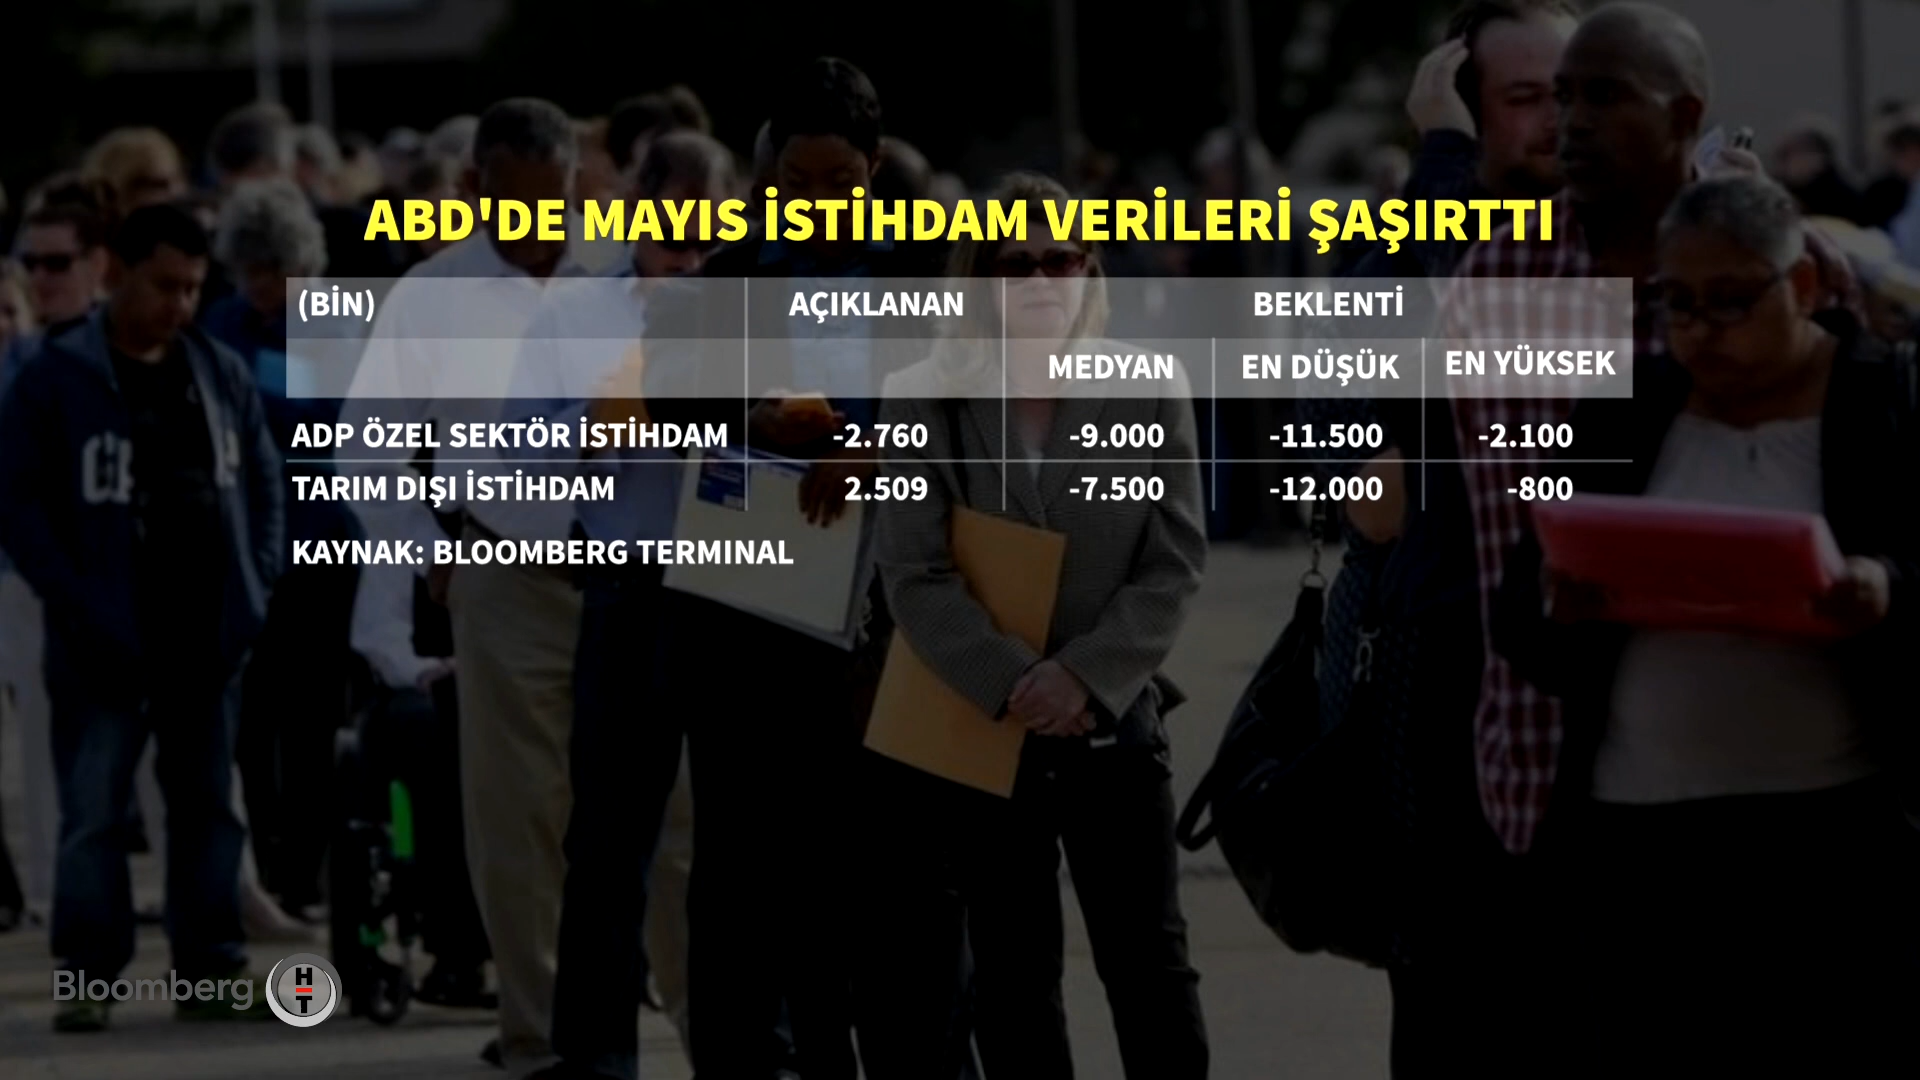 ABD'DE MAYIS İSTİHDAM VERİLERİ ŞAŞIRTTI
(BİN) AÇIKLANAN BEKLENTİ
MEDYAN EN DÜŞÜK EN YÜKSEK
ADP ÖZEL SEKTÖR İSTİHDAM -2.760 -9.000 -11.500 -2.100
TARIM DIŞI İSTİHDAM 2.509 -7.500 -12.000 -800
KAYNAK: BLOOMBERG TERMINAL
Bloomberg HT